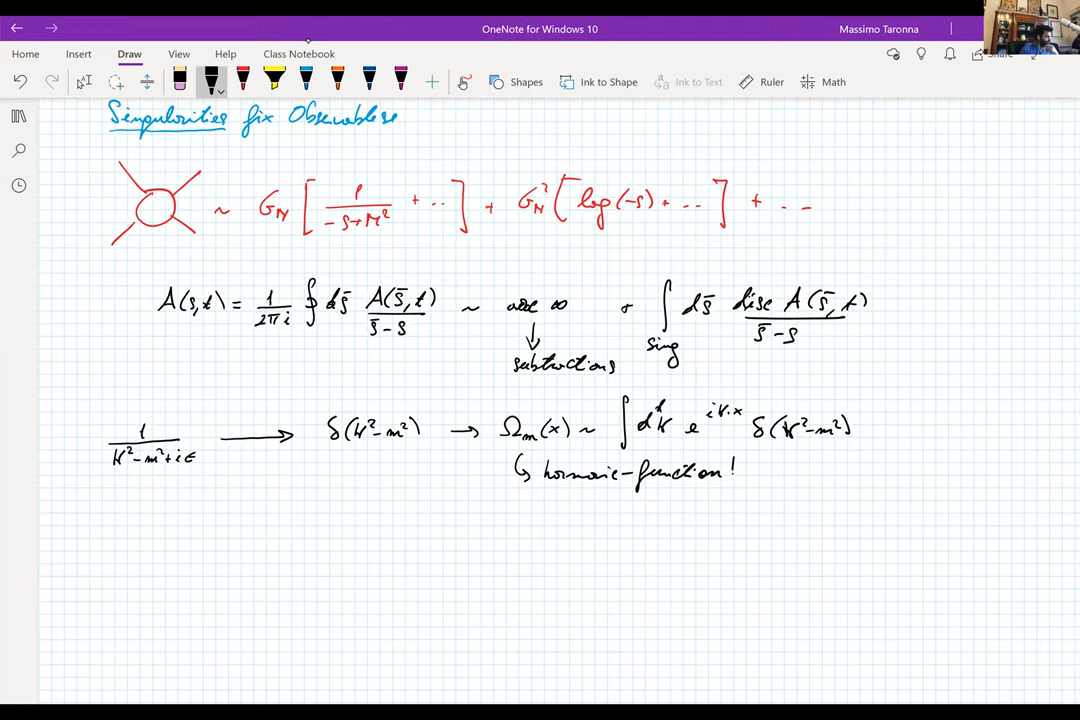 OneNote for Windows 10
Massimo Taronna
Home Insert Draw View Help Class Notebook Share
Shapes Ink to Shape Ink to Text Ruler Math
Singularities fix Observables
~ G_N [ 1 / (-s+M²) + .. ] + G_N² [ log(-s) + .. ] + ...
A(s,t) = 1/(2πi) ∮ ds̄ A(s̄,t) / (s̄-s) ~ arc ∞ + ∫_sing ds̄ disc A(s̄,t) / (s̄-s)
↓
subtractions
1 / (k²-m²+iε) → δ(k²-m²) → Ω_m(x) ~ ∫ d^d k e^{ik·x} δ(k²-m²)
↳ harmonic-function!